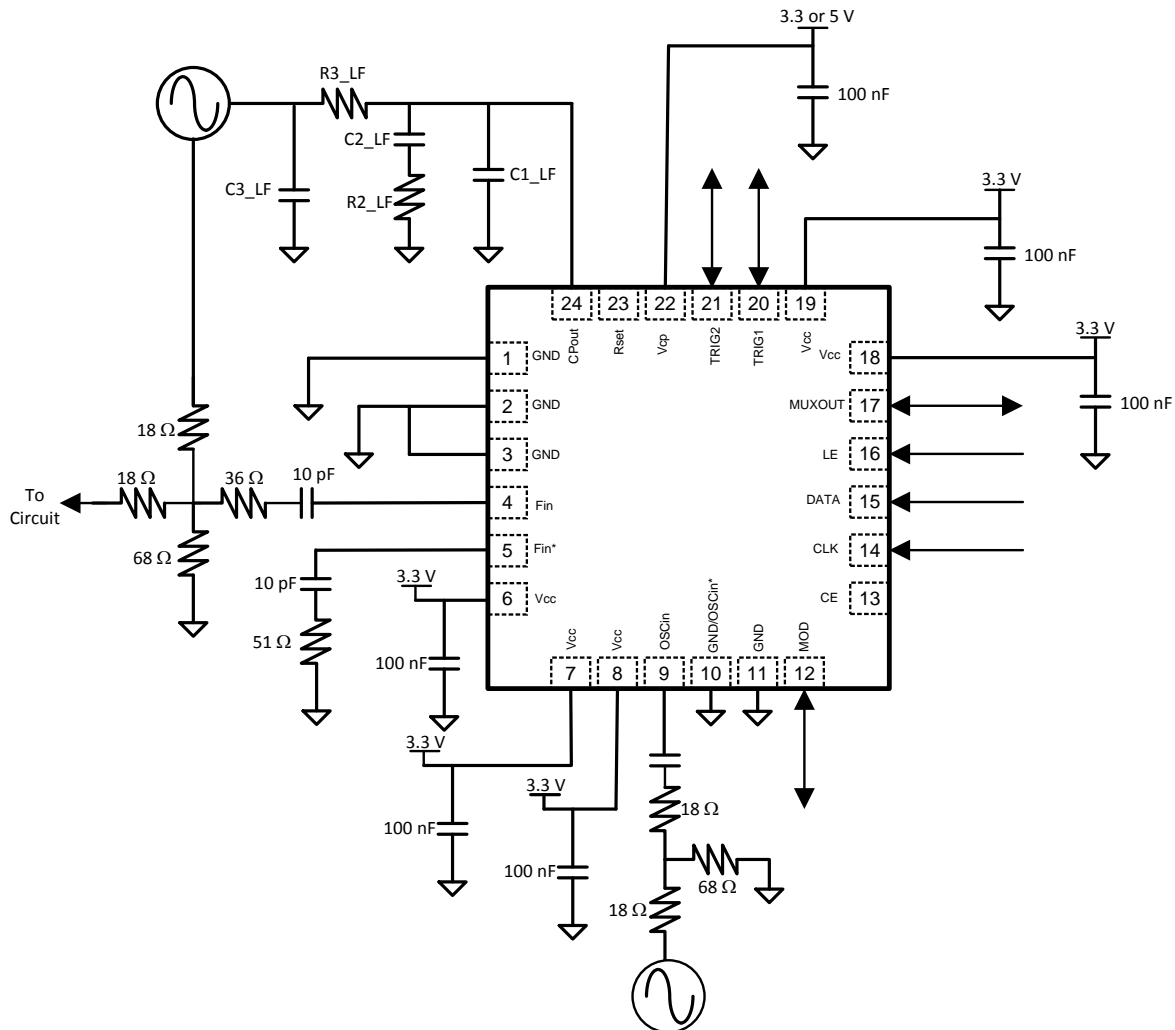 3.3 or 5 V
100 nF
R3_LF
C2_LF
C3_LF
R2_LF
C1_LF
3.3 V
100 nF
3.3 V
100 nF
24 23 22 21 20 19
CPout Rset Vcp TRIG2 TRIG1 Vcc
1 GND
2 GND
3 GND
4 Fin
5 Fin*
6 Vcc
Vcc 18
MUXOUT 17
LE 16
DATA 15
CLK 14
CE 13
18 Ω
18 Ω
36 Ω
10 pF
To
Circuit
68 Ω
10 pF
51 Ω
3.3 V
100 nF
Vcc Vcc OSCin GND/OSCin* GND MOD
7 8 9 10 11 12
3.3 V
100 nF
3.3 V
100 nF
18 Ω
68 Ω
18 Ω